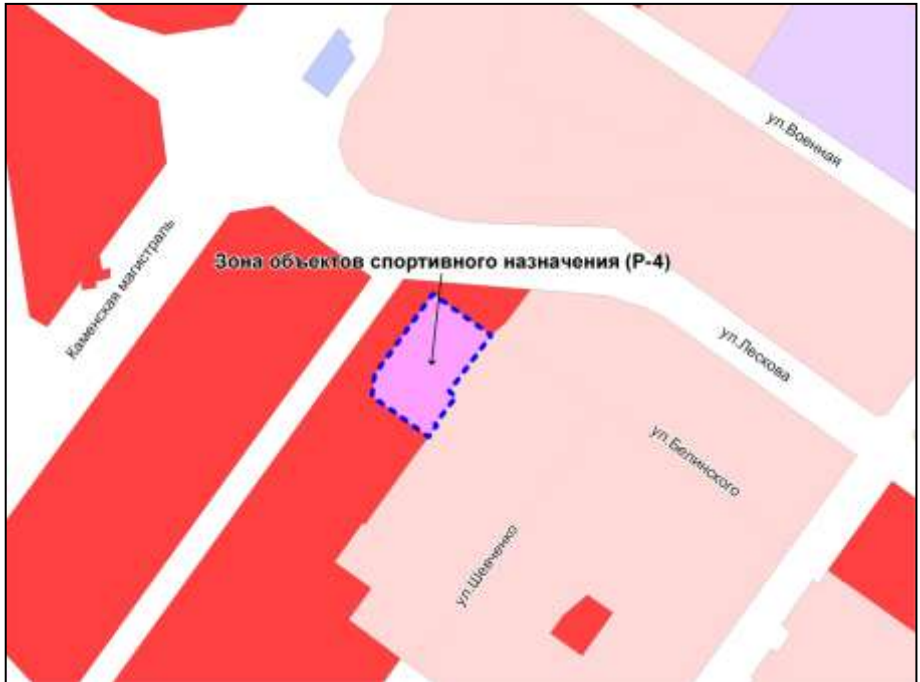 ул.Военная
Каменская магистраль
Зона объектов спортивного назначения (Р-4)
ул.Лескова
ул.Белинского
ул.Шевченко